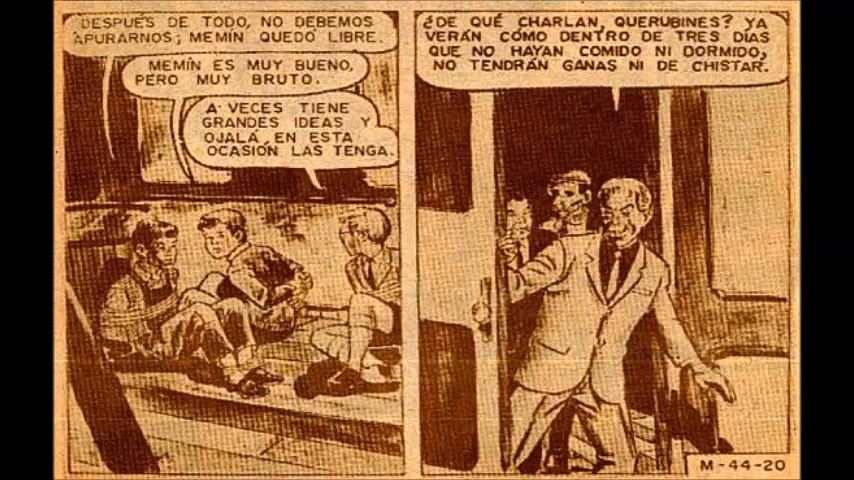 DESPUÉS DE TODO, NO DEBEMOS
APURARNOS; MEMÍN QUEDÓ LIBRE.
MEMÍN ES MUY BUENO,
PERO MUY BRUTO.
A VECES TIENE
GRANDES IDEAS Y
OJALÁ, EN ESTA
OCASIÓN LAS TENGA.
¿DE QUÉ CHARLAN, QUERUBINES? YA
VERÁN CÓMO DENTRO DE TRES DÍAS
QUE NO HAYAN COMIDO NI DORMIDO,
NO TENDRÁN GANAS NI DE CHISTAR.
M-44-20